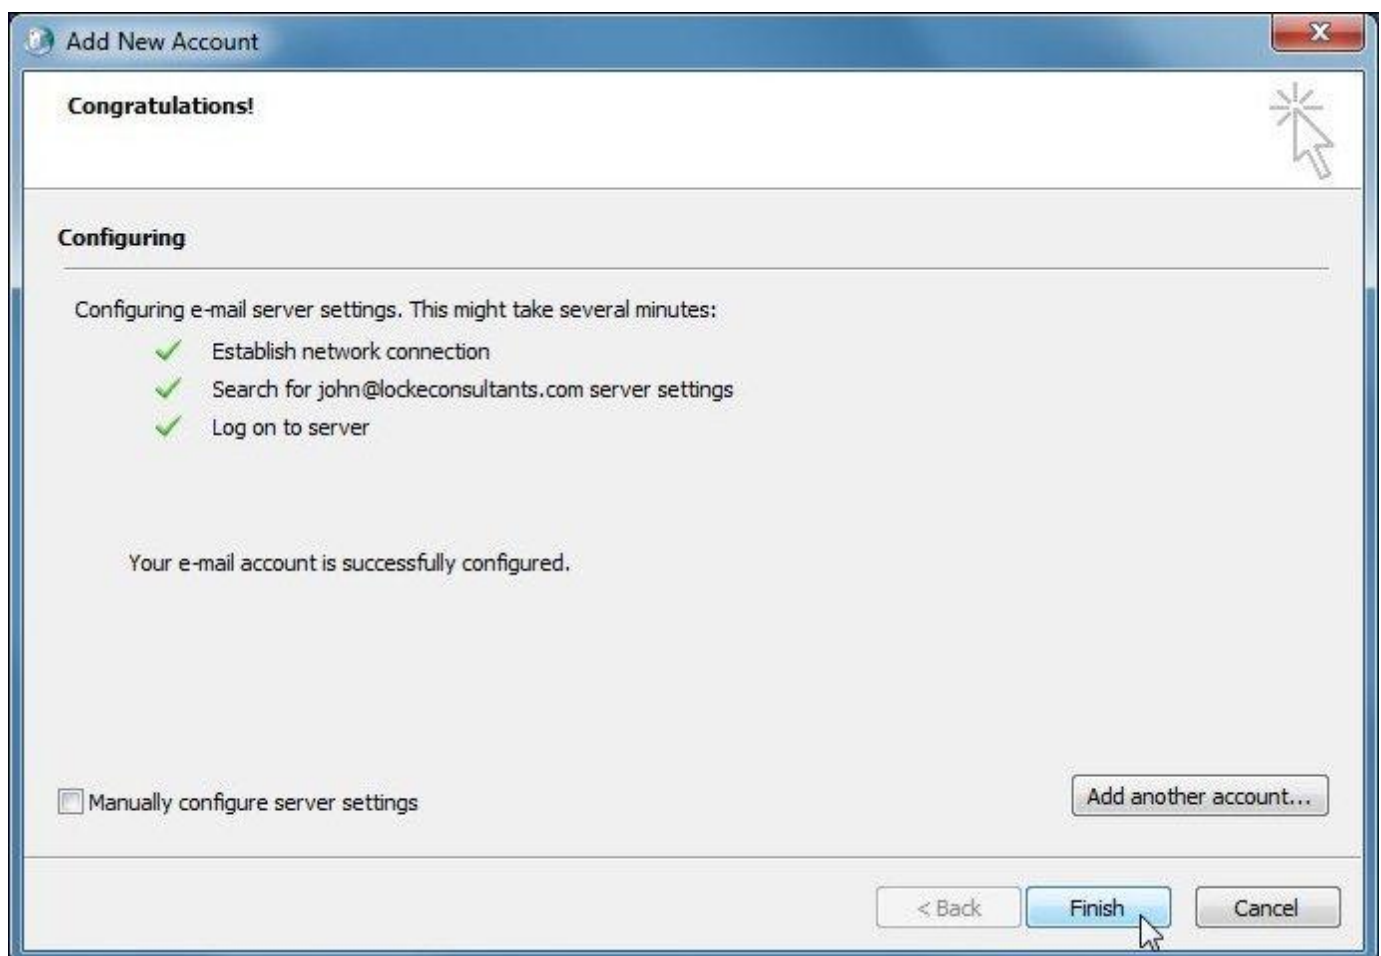 Add New Account
Congratulations!
Configuring
Configuring e-mail server settings. This might take several minutes:
Establish network connection
Search for john@lockeconsultants.com server settings
Log on to server
Your e-mail account is successfully configured.
Manually configure server settings
Add another account...
< Back
Finish
Cancel